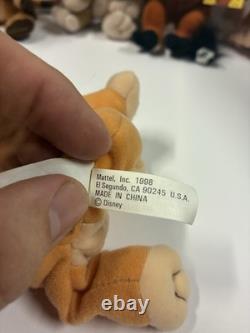 Mattel, Inc. 1998
El Segundo, CA 90245 U.S.A.
MADE IN CHINA
© Disney